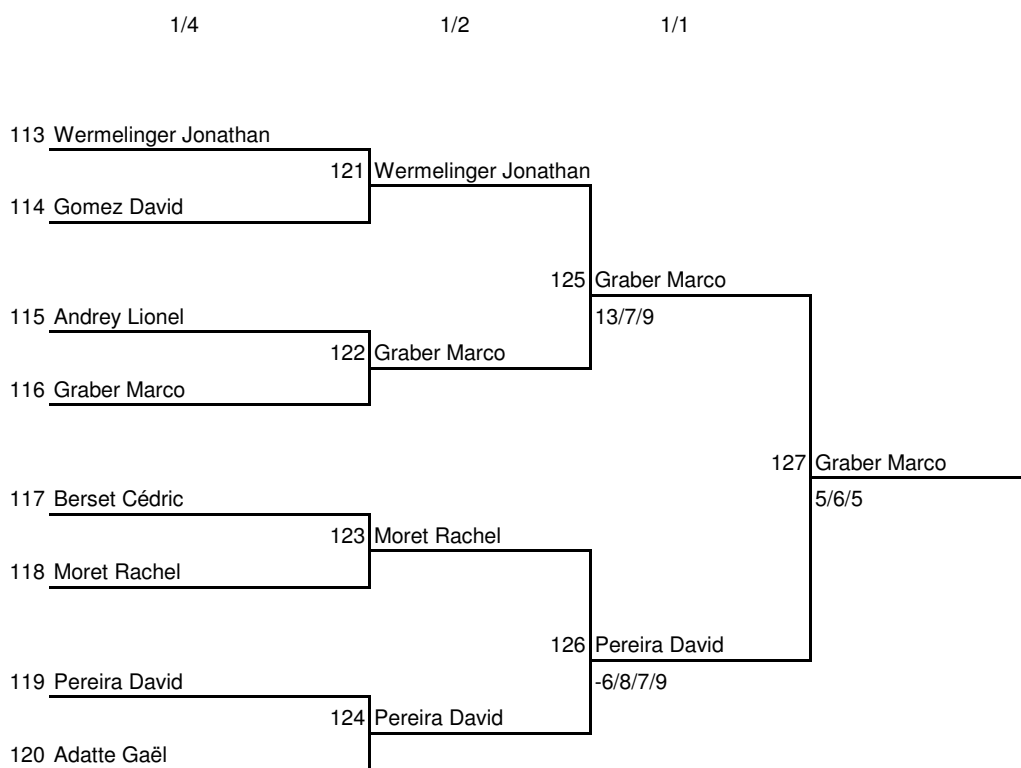 1/4 1/2 1/1
113 Wermelinger Jonathan
121 Wermelinger Jonathan
114 Gomez David
125 Graber Marco
115 Andrey Lionel
13/7/9
122 Graber Marco
116 Graber Marco
127 Graber Marco
117 Berset Cédric
5/6/5
123 Moret Rachel
118 Moret Rachel
126 Pereira David
119 Pereira David
-6/8/7/9
124 Pereira David
120 Adatte Gaël